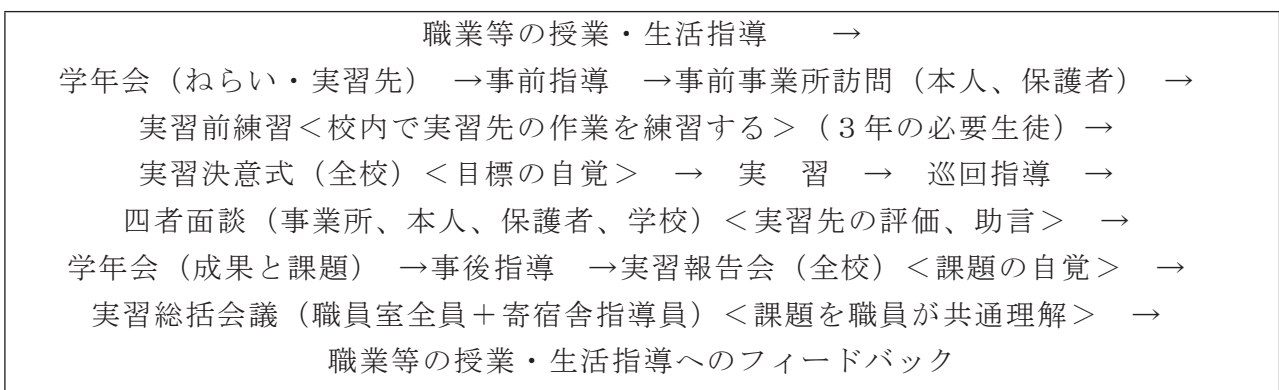 職業等の授業・生活指導　　→
学年会（ねらい・実習先）　→事前指導　→事前事業所訪問（本人、保護者）　→
実習前練習＜校内で実習先の作業を練習する＞（３年の必要生徒）→
実習決意式（全校）＜目標の自覚＞　→　実　習　→　巡回指導　→
四者面談（事業所、本人、保護者、学校）＜実習先の評価、助言＞　→
学年会（成果と課題）　→事後指導　→実習報告会（全校）＜課題の自覚＞　→
実習総括会議（職員室全員＋寄宿舎指導員）＜課題を職員が共通理解＞　→
職業等の授業・生活指導へのフィードバック